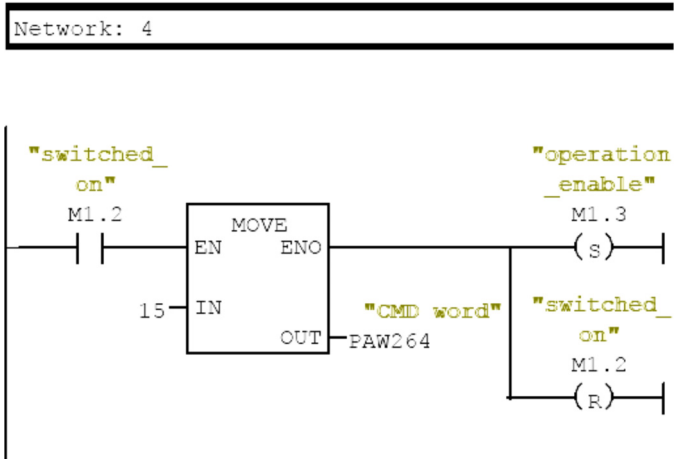 Network: 4
"switched_
on"
M1.2
MOVE
EN
ENO
15
IN
"CMD word"
OUT
PAW264
"operation
_enable"
M1.3
S
"switched_
on"
M1.2
R